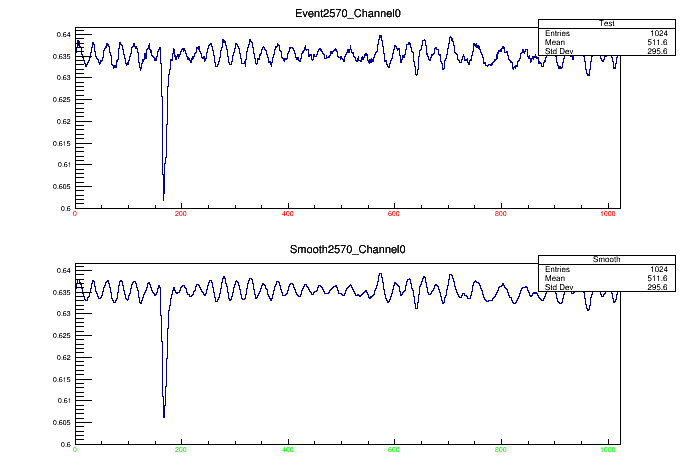 Event2570_Channel0
Test
Entries 1024
Mean 511.6
Std Dev 295.6
0.64
0.635
0.63
0.625
0.62
0.615
0.61
0.605
0.6
0 200 400 600 800 1000
Smooth2570_Channel0
Smooth
Entries 1024
Mean 511.6
Std Dev 295.6
0.64
0.635
0.63
0.625
0.62
0.615
0.61
0.605
0.6
0 200 400 600 800 1000